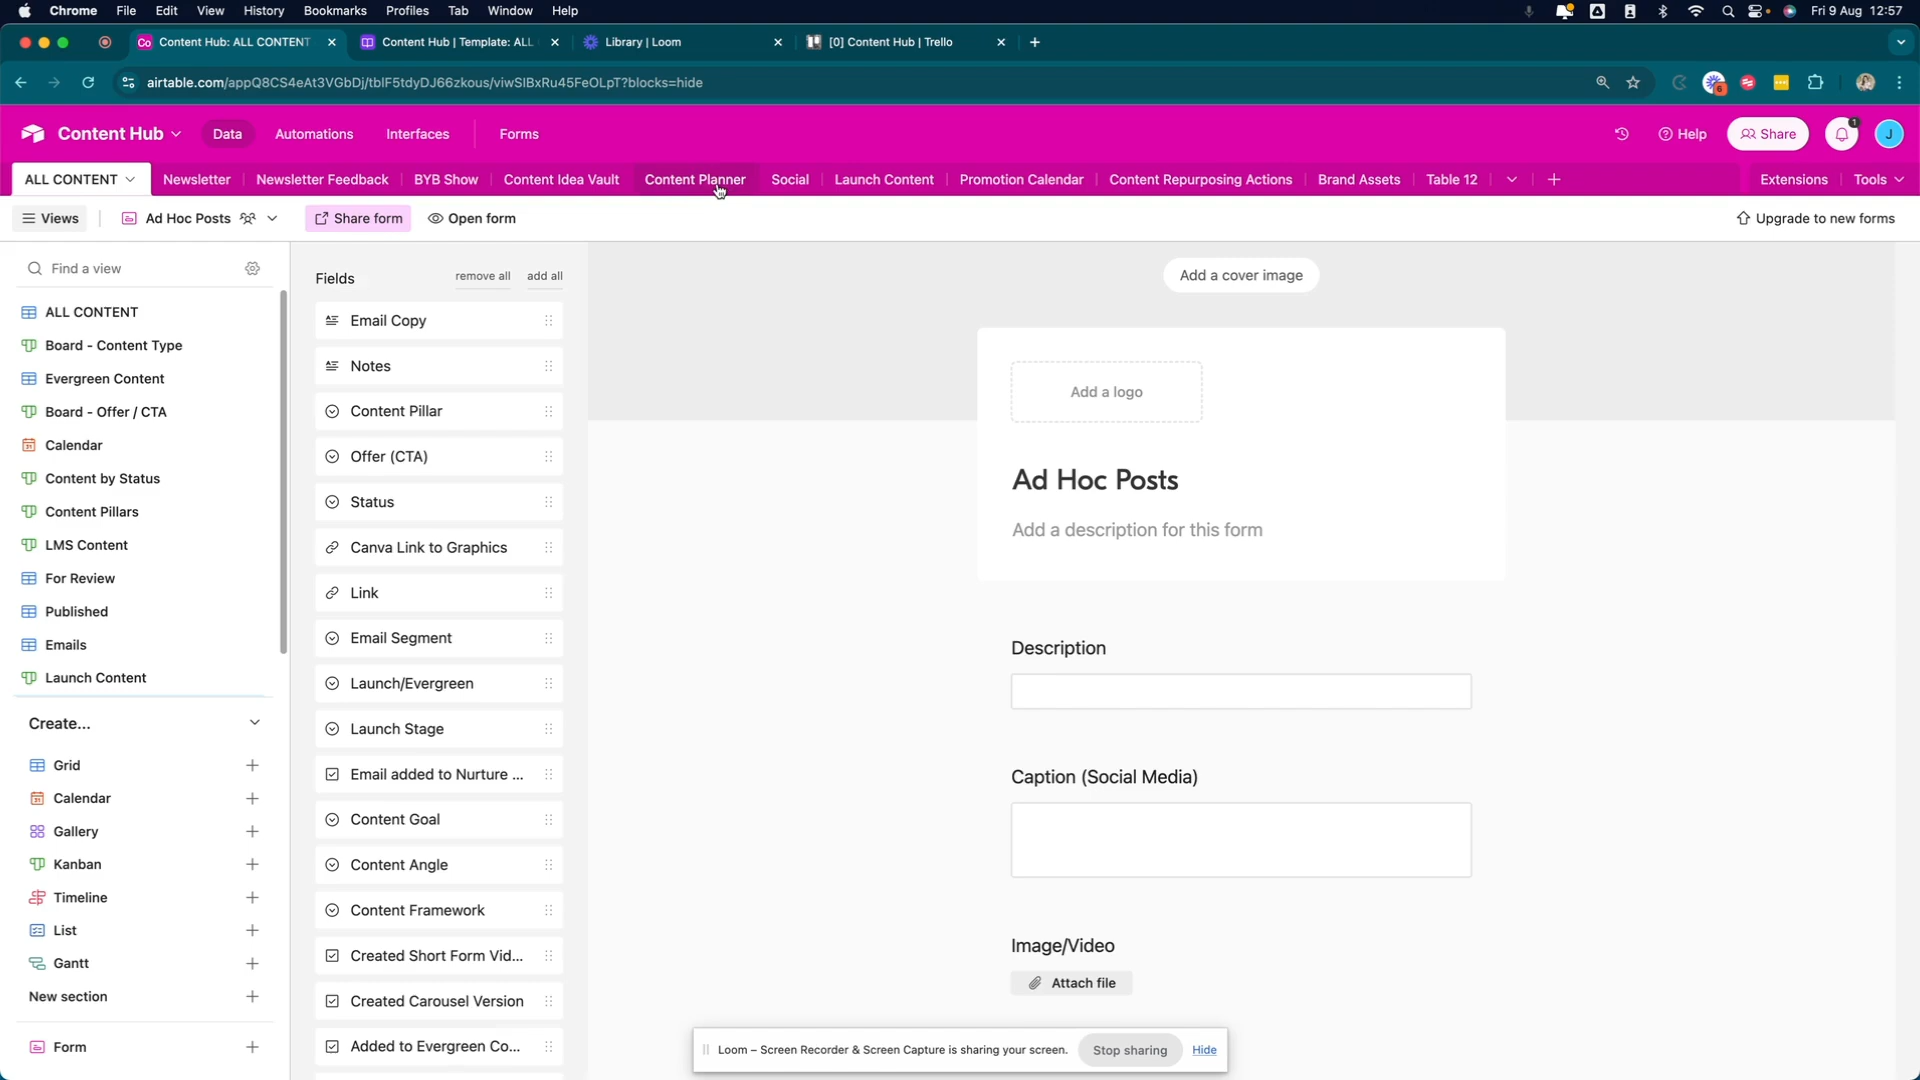 Chrome File Edit View History Bookmarks Profiles Tab Window Help Fri 9 Aug 12:57
Content Hub: ALL CONTENT Content Hub | Template: ALL Library | Loom [0] Content Hub | Trello
airtable.com/appQ8CS4eAt3VGbDj/tblF5tdyDJ66zkous/viwSlBxRu45FeOLpT?blocks=hide 6
Content Hub Data Automations Interfaces Forms Help Share 1 J
ALL CONTENT Newsletter Newsletter Feedback BYB Show Content Idea Vault Content Planner Social Launch Content Promotion Calendar Content Repurposing Actions Brand Assets Table 12 Extensions Tools
Views Ad Hoc Posts Share form Open form Upgrade to new forms
Find a view
ALL CONTENT
Board - Content Type
Evergreen Content
Board - Offer / CTA
Calendar
Content by Status
Content Pillars
LMS Content
For Review
Published
Emails
Launch Content
Create...
Grid
Calendar
Gallery
Kanban
Timeline
List
Gantt
New section
Form
Fields remove all add all
Email Copy
Notes
Content Pillar
Offer (CTA)
Status
Canva Link to Graphics
Link
Email Segment
Launch/Evergreen
Launch Stage
Email added to Nurture ...
Content Goal
Content Angle
Content Framework
Created Short Form Vid...
Created Carousel Version
Added to Evergreen Co...
Add a cover image
Add a logo
Ad Hoc Posts
Add a description for this form
Description
Caption (Social Media)
Image/Video
Attach file
Loom – Screen Recorder & Screen Capture is sharing your screen. Stop sharing Hide